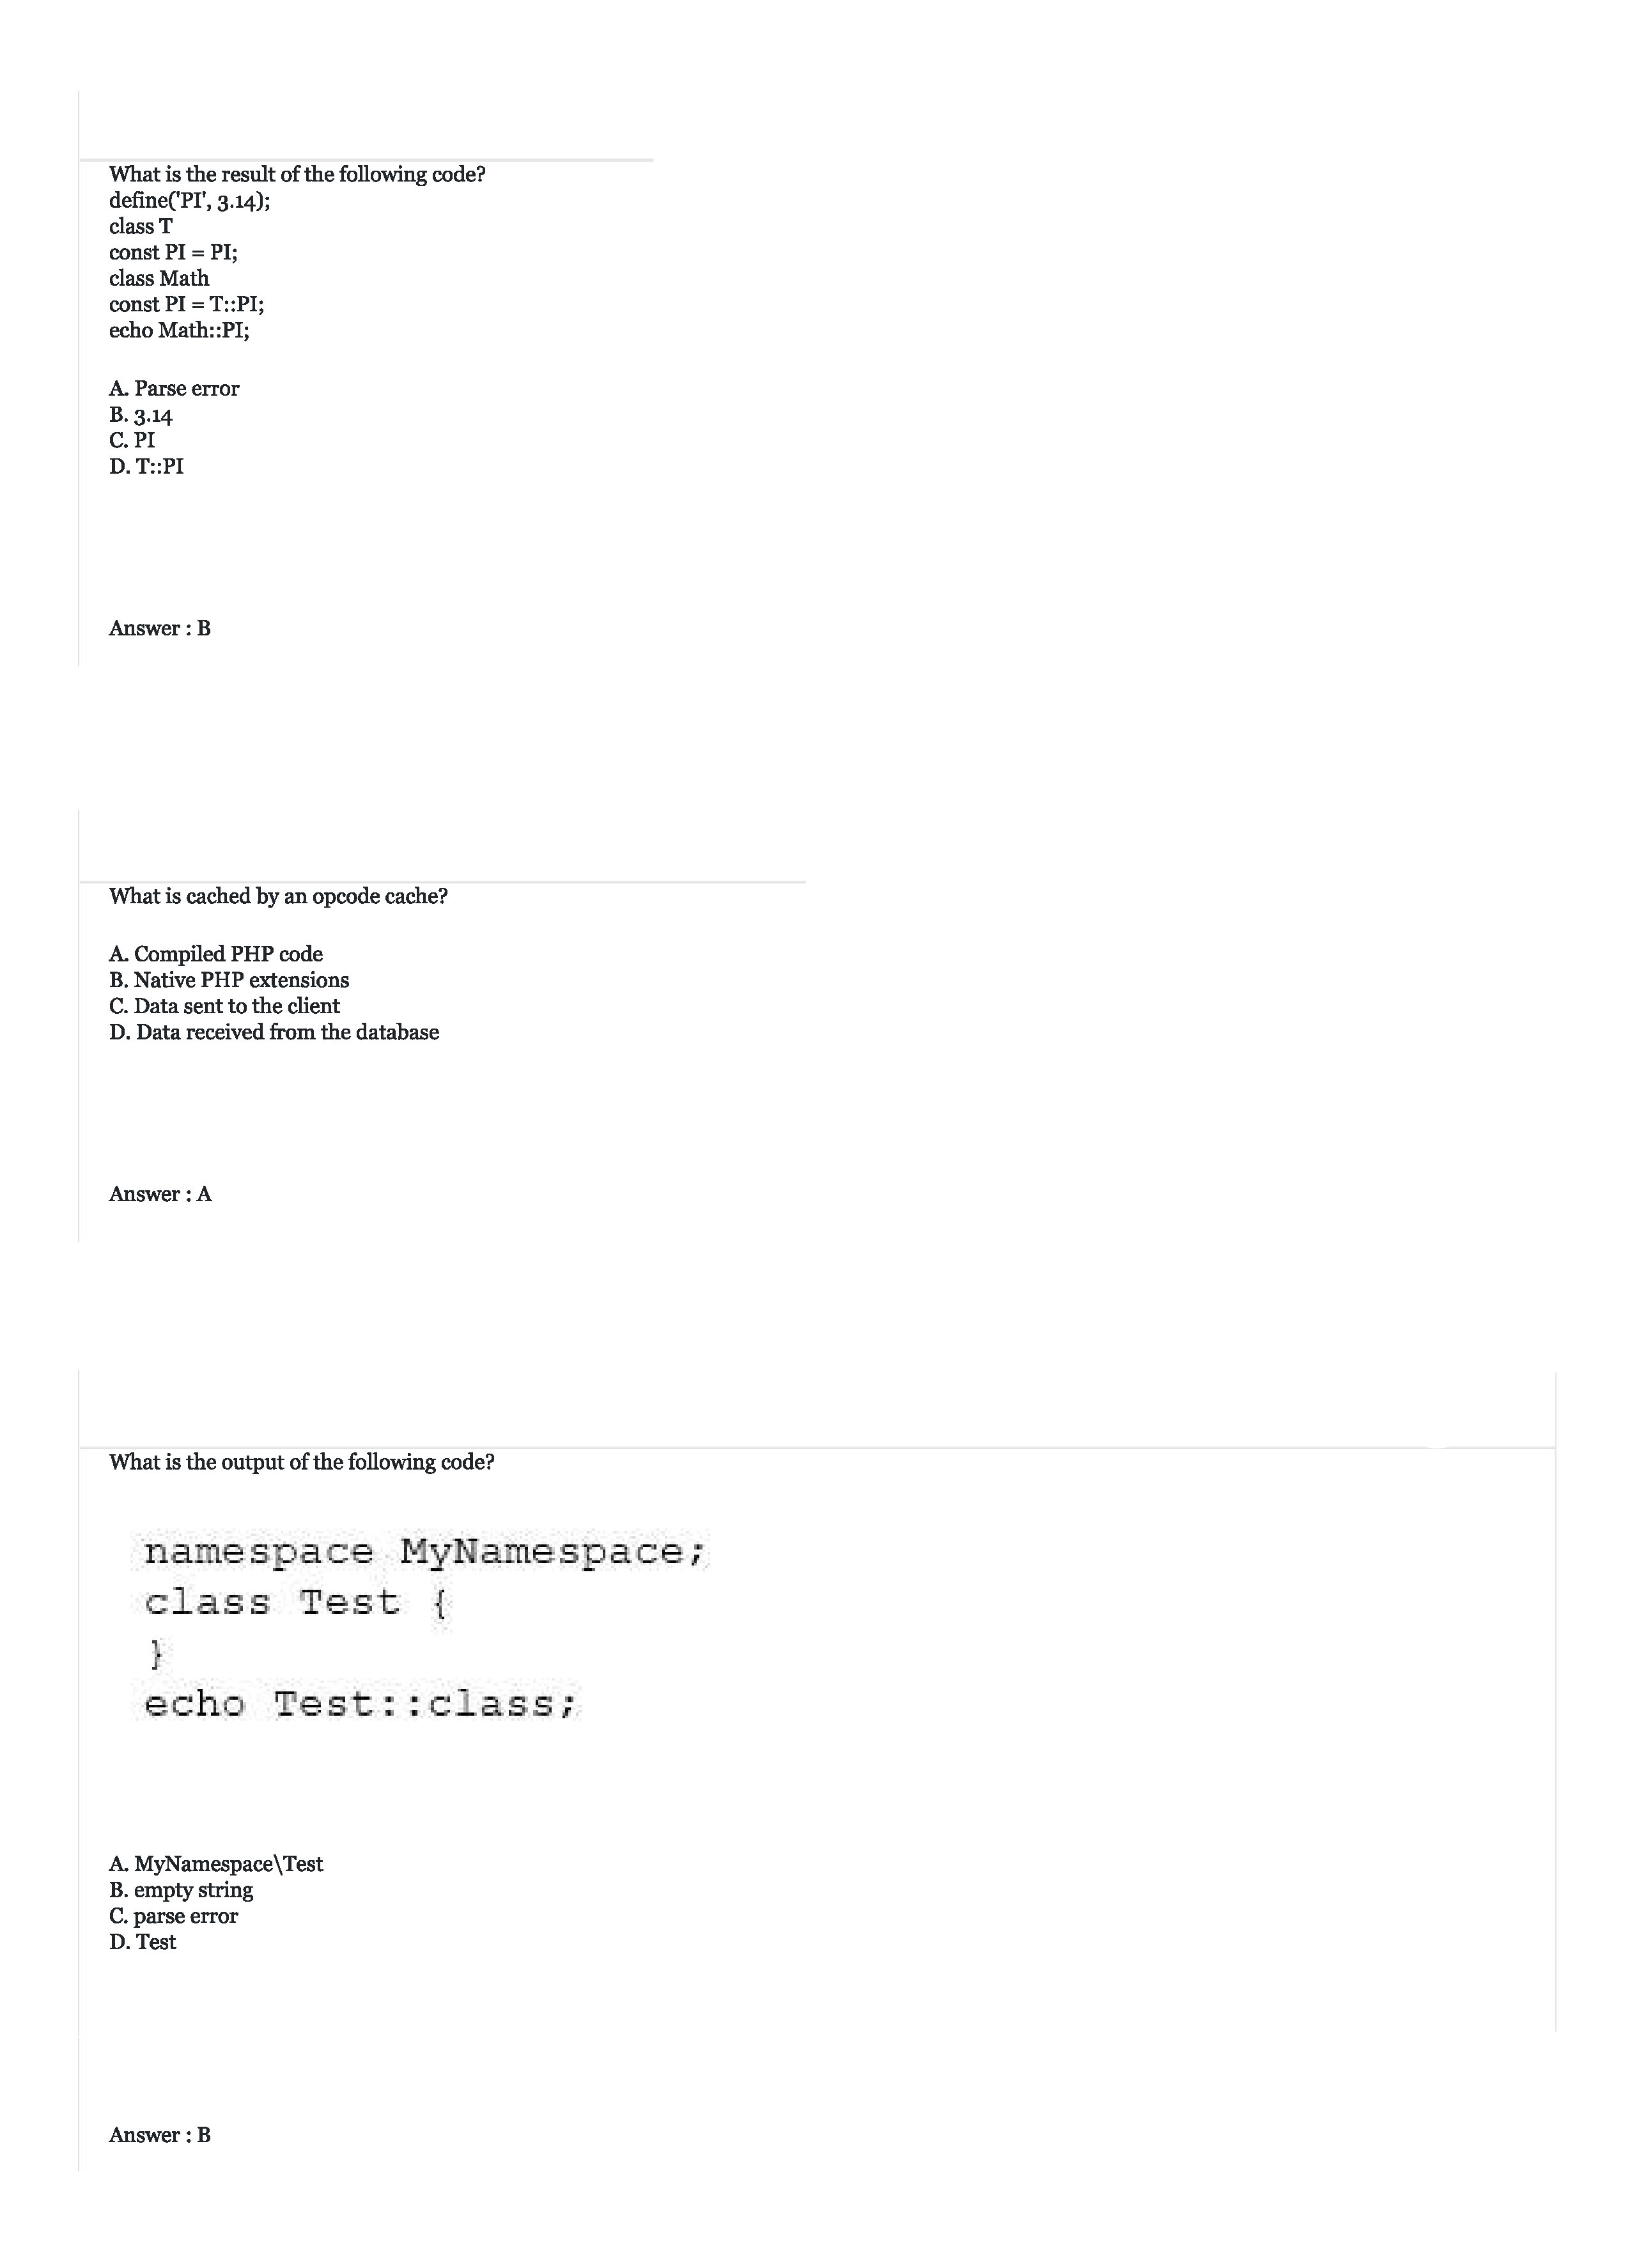 What is the result of the following code?
define('PI', 3.14);
class T
const PI = PI;
class Math
const PI = T::PI;
echo Math::PI;
A. Parse error
B. 3.14
C. PI
D. T::PI
Answer : B
What is cached by an opcode cache?
A. Compiled PHP code
B. Native PHP extensions
C. Data sent to the client
D. Data received from the database
Answer : A
What is the output of the following code?
namespace MyNamespace;
class Test {
}
echo Test::class;
A. MyNamespace\Test
B. empty string
C. parse error
D. Test
Answer : B